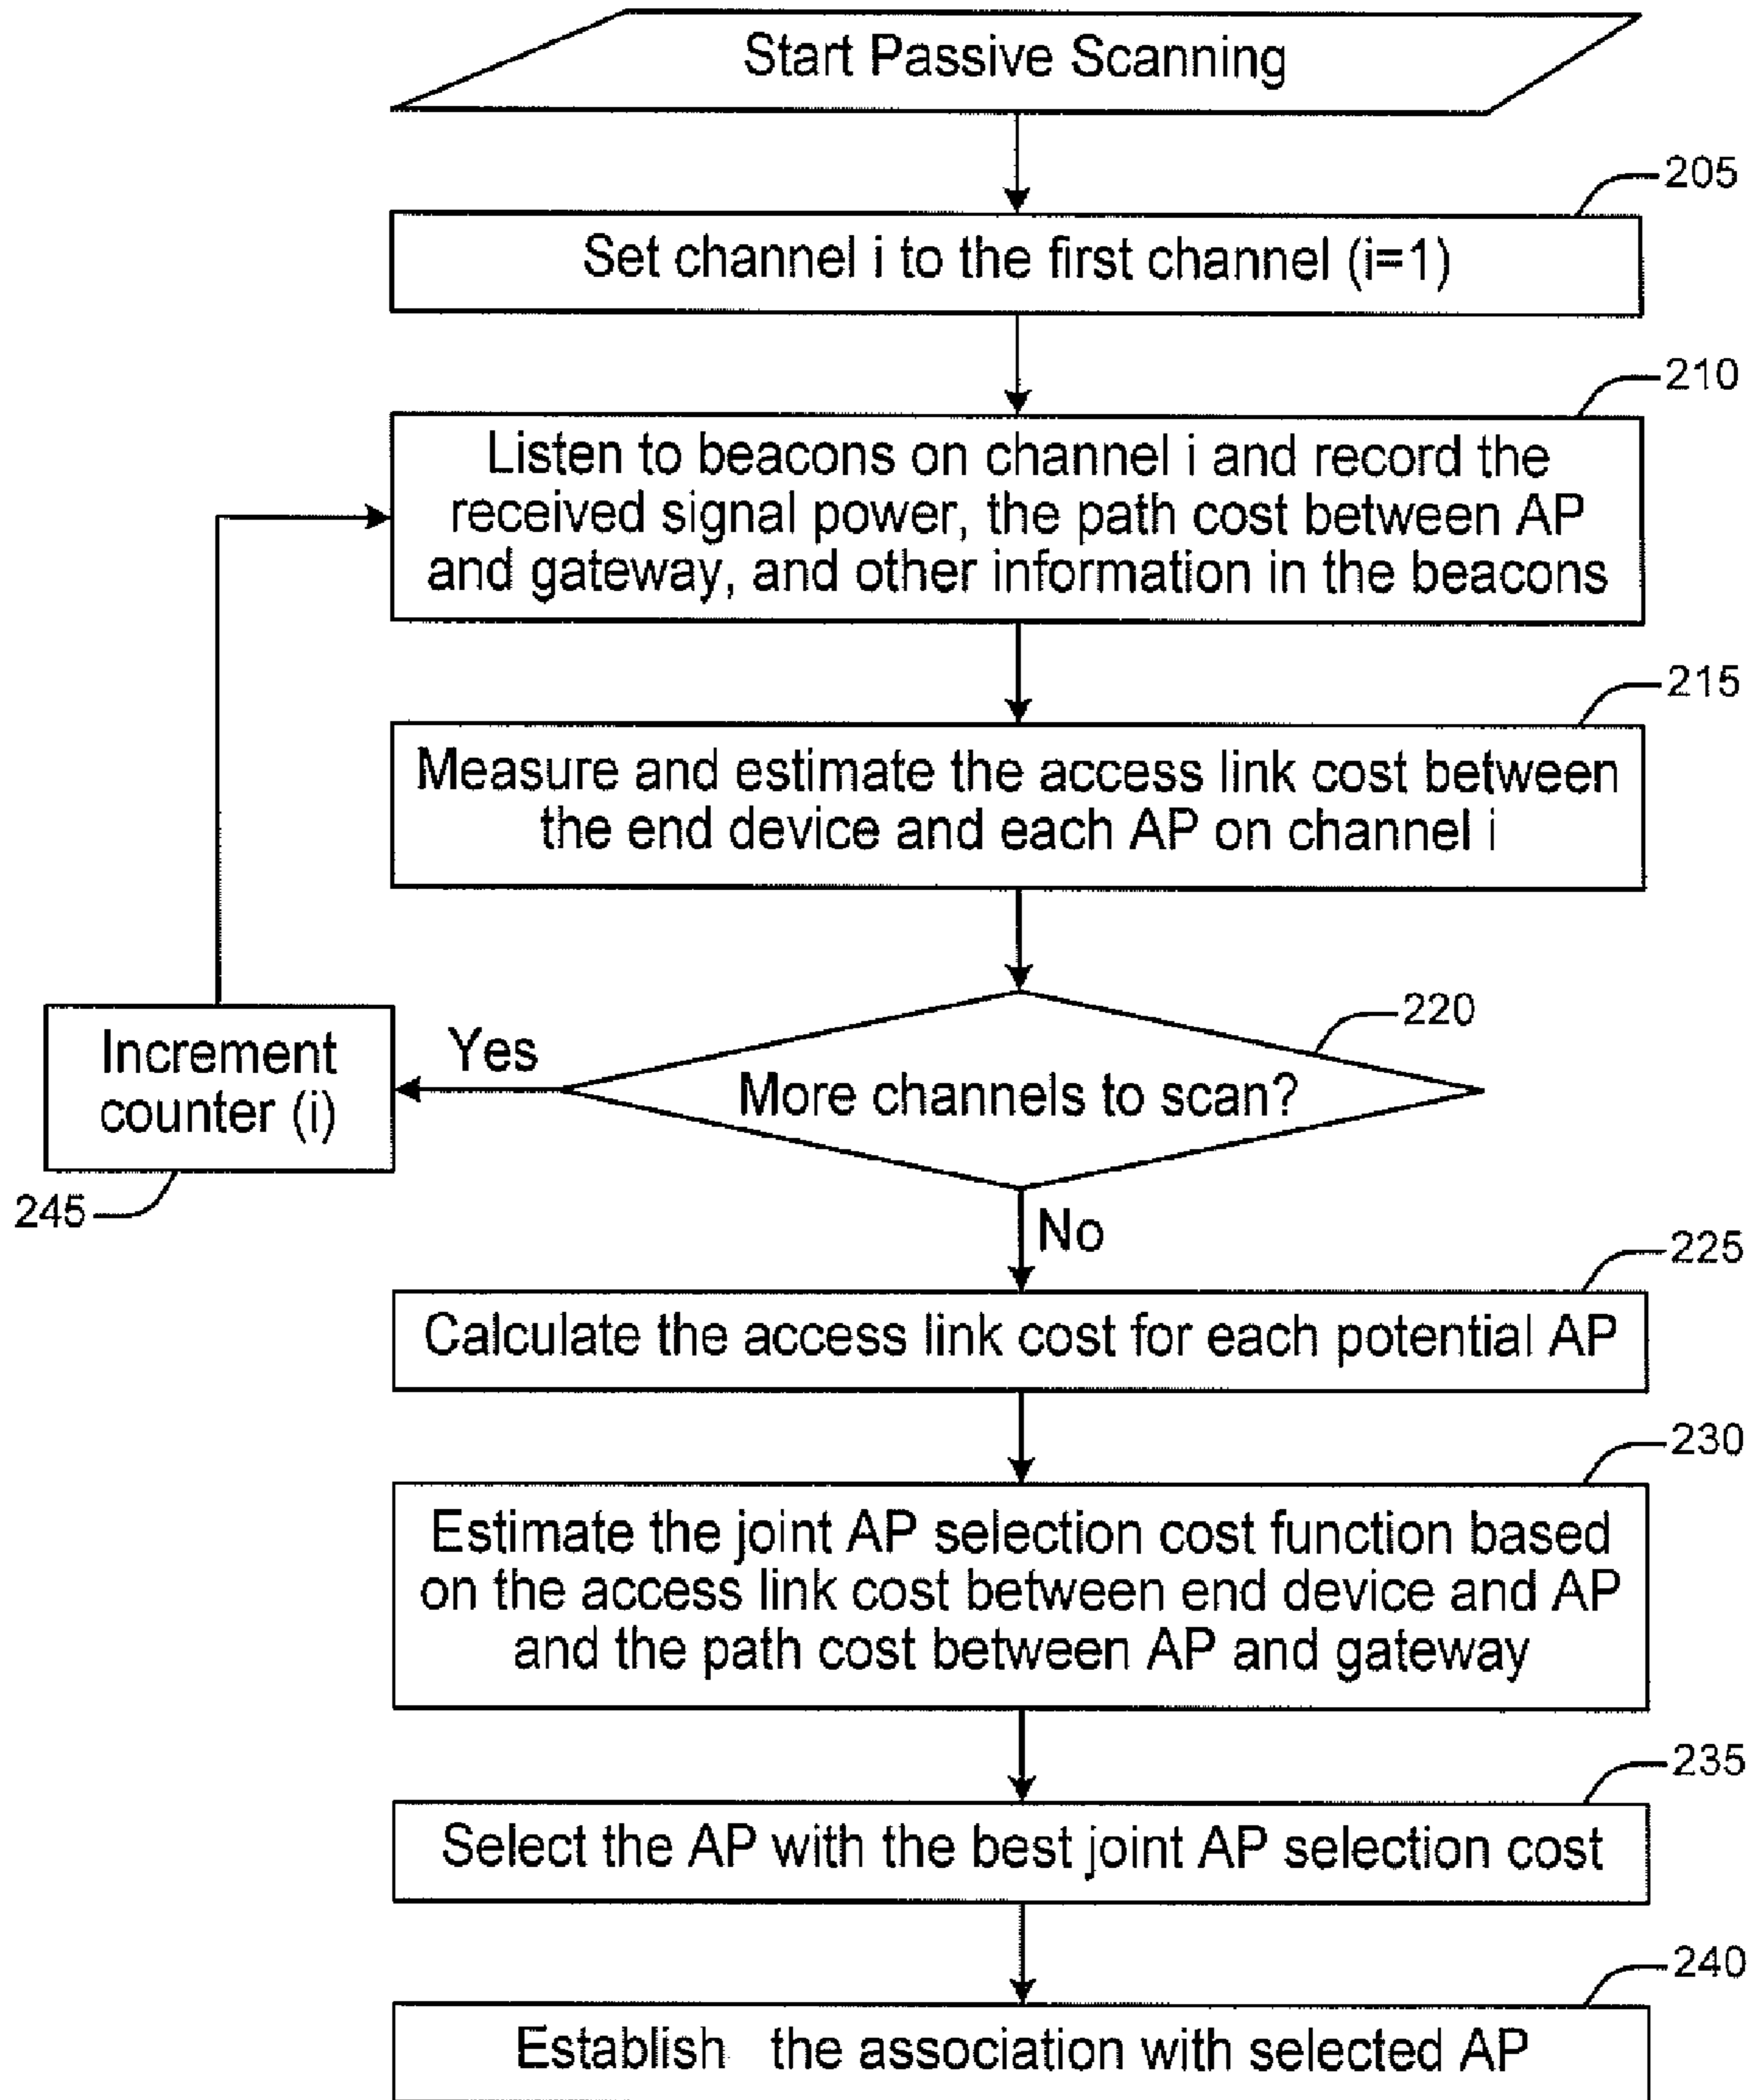 Start Passive Scanning
205
Set channel i to the first channel (i=1)
210
Listen to beacons on channel i and record the
received signal power, the path cost between AP
and gateway, and other information in the beacons
215
Measure and estimate the access link cost between
the end device and each AP on channel i
220
More channels to scan?
Yes
Increment
counter (i)
245
No
225
Calculate the access link cost for each potential AP
230
Estimate the joint AP selection cost function based
on the access link cost between end device and AP
and the path cost between AP and gateway
235
Select the AP with the best joint AP selection cost
240
Establish the association with selected AP